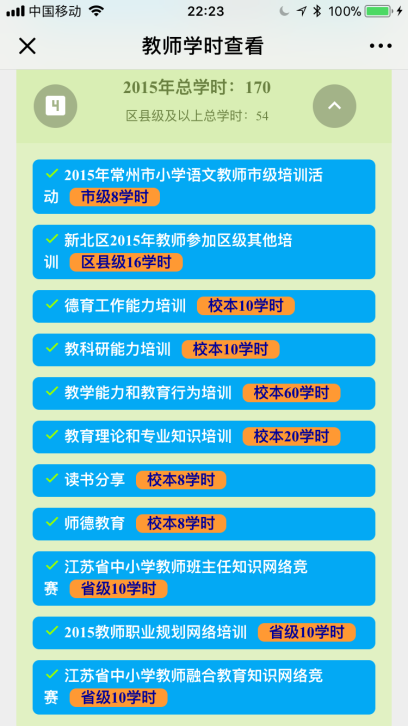 中国移动 22:23 100%
教师学时查看
4
2015年总学时：170
区县级及以上总学时：54
2015年常州市小学语文教师市级培训活
动 市级8学时
新北区2015年教师参加区级其他培
训 区县级16学时
德育工作能力培训 校本10学时
教科研能力培训 校本10学时
教学能力和教育行为培训 校本60学时
教育理论和专业知识培训 校本20学时
读书分享 校本8学时
师德教育 校本8学时
江苏省中小学教师班主任知识网络竞
赛 省级10学时
2015教师职业规划网络培训 省级10学时
江苏省中小学教师融合教育知识网络竞
赛 省级10学时